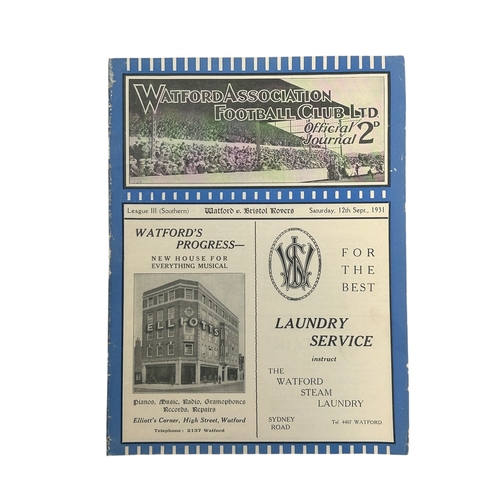 WATFORD ASSOCIATION
FOOTBALL CLUB LTD
Official
Journal 2D
League III (Southern) Watford v. Bristol Rovers Saturday, 12th Sept., 1931
WATFORD'S
PROGRESS—
NEW HOUSE FOR
EVERYTHING MUSICAL
ELLIOTTS
Pianos, Music, Radio, Gramophones
Records, Repairs
Elliott's Corner, High Street, Watford
Telephone : 2137 Watford
WSL
FOR
THE
BEST
LAUNDRY
SERVICE
instruct
THE
WATFORD
STEAM
LAUNDRY
SYDNEY
ROAD
Tel. 4407 WATFORD